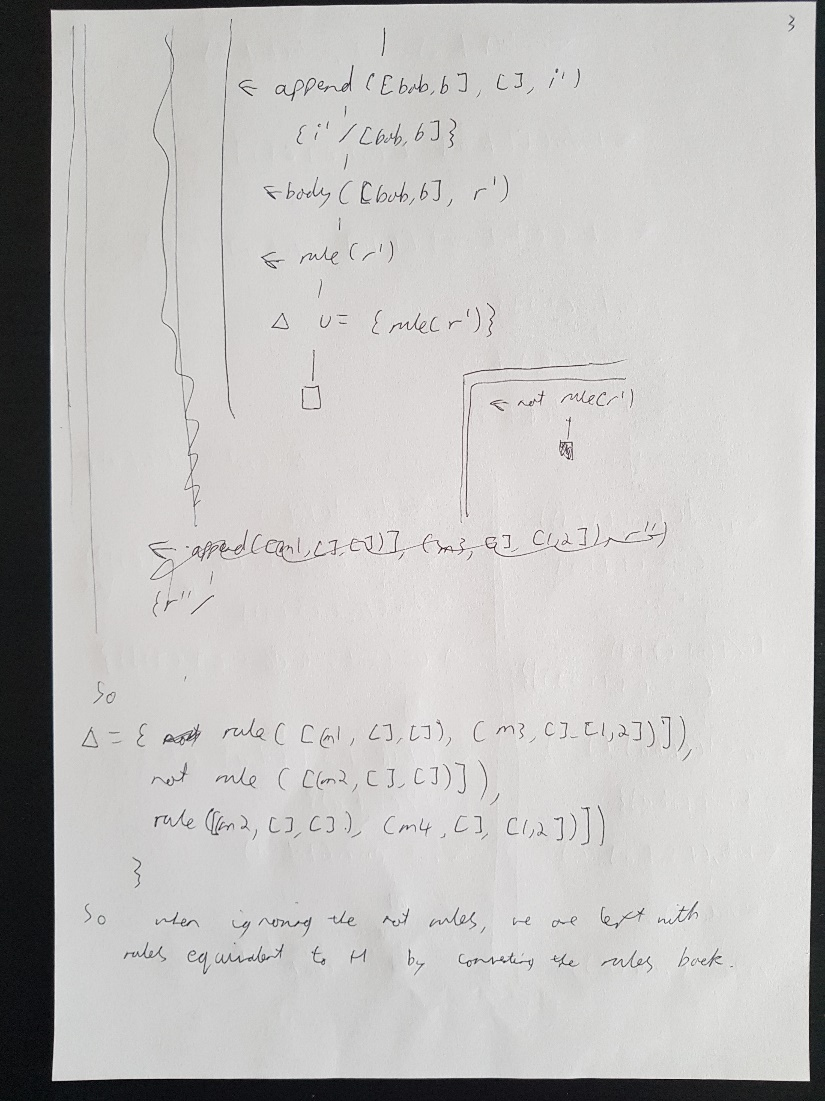 3
← append ([bob,b], [], i')
{i' / [bob,b]}
← body ([bob,b], r')
← rule (r')
Δ ∪= {rule(r')}
← not rule(r')
{r'' /
So
Δ = { rule ( [(m1, [],[]), (m3, [], [1,2])]),
not rule ( [(m2, [], [])]),
rule([(m2, [], []), (m4, [], [1,2])])
}
So when ignoring the not rules, we are left with
rules equivalent to H by converting the rules back.